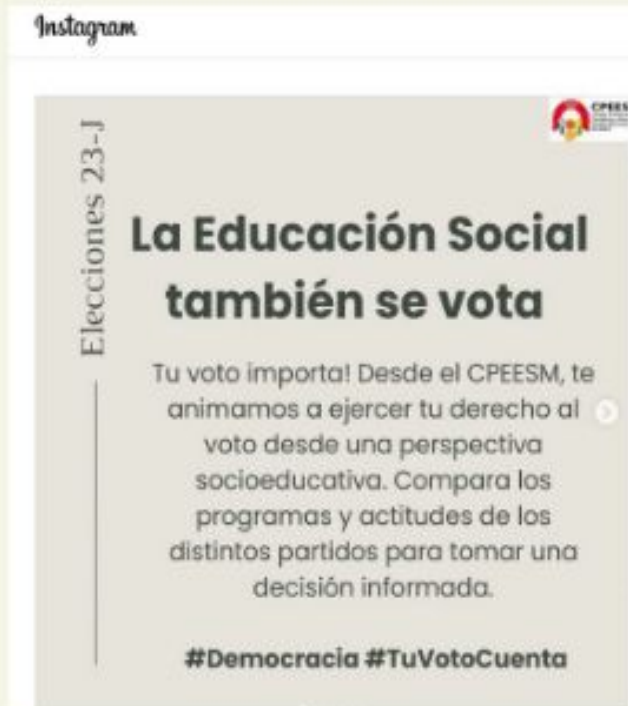 Instagram
CPEES
Elecciones 23-J
La Educación Social
también se vota
Tu voto importa! Desde el CPEESM, te
animamos a ejercer tu derecho al
voto desde una perspectiva
socioeducativa. Compara los
programas y actitudes de los
distintos partidos para tomar una
decisión informada.
#Democracia #TuVotoCuenta